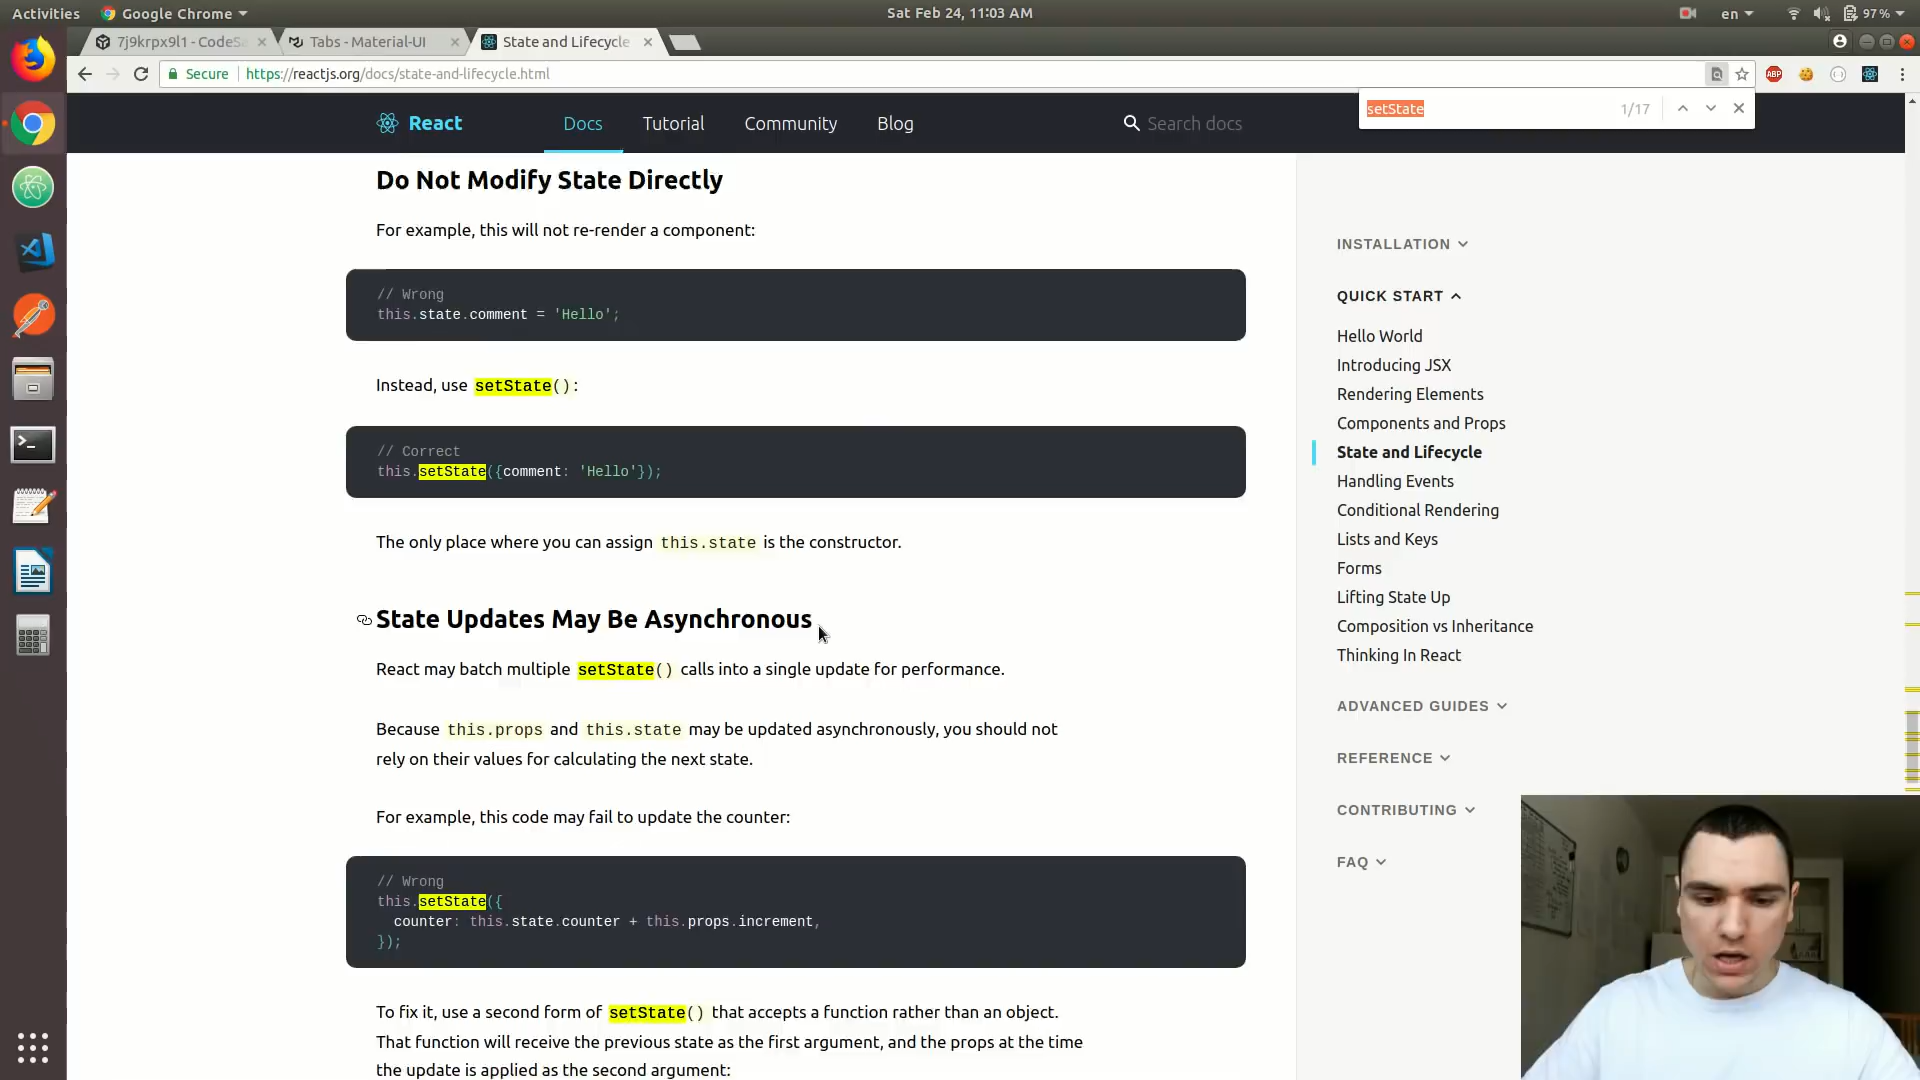 Activities
Google Chrome
Sat Feb 24, 11:03 AM
en
97%
7j9krpx9l1 - CodeSa
Tabs - Material-UI
State and Lifecycle
Secure
https://reactjs.org/docs/state-and-lifecycle.html
ABP
setState
1/17
React
Docs
Tutorial
Community
Blog
Search docs
Do Not Modify State Directly
For example, this will not re-render a component:
// Wrong
this.state.comment = 'Hello';
Instead, use setState():
// Correct
this.setState({comment: 'Hello'});
The only place where you can assign this.state is the constructor.
State Updates May Be Asynchronous
React may batch multiple setState() calls into a single update for performance.
Because this.props and this.state may be updated asynchronously, you should not
rely on their values for calculating the next state.
For example, this code may fail to update the counter:
// Wrong
this.setState({
counter: this.state.counter + this.props.increment,
});
To fix it, use a second form of setState() that accepts a function rather than an object.
That function will receive the previous state as the first argument, and the props at the time
the update is applied as the second argument:
INSTALLATION
QUICK START
Hello World
Introducing JSX
Rendering Elements
Components and Props
State and Lifecycle
Handling Events
Conditional Rendering
Lists and Keys
Forms
Lifting State Up
Composition vs Inheritance
Thinking In React
ADVANCED GUIDES
REFERENCE
CONTRIBUTING
FAQ